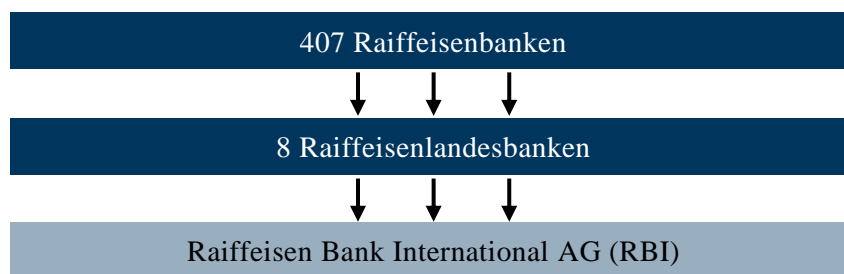 407 Raiffeisenbanken
8 Raiffeisenlandesbanken
Raiffeisen Bank International AG (RBI)